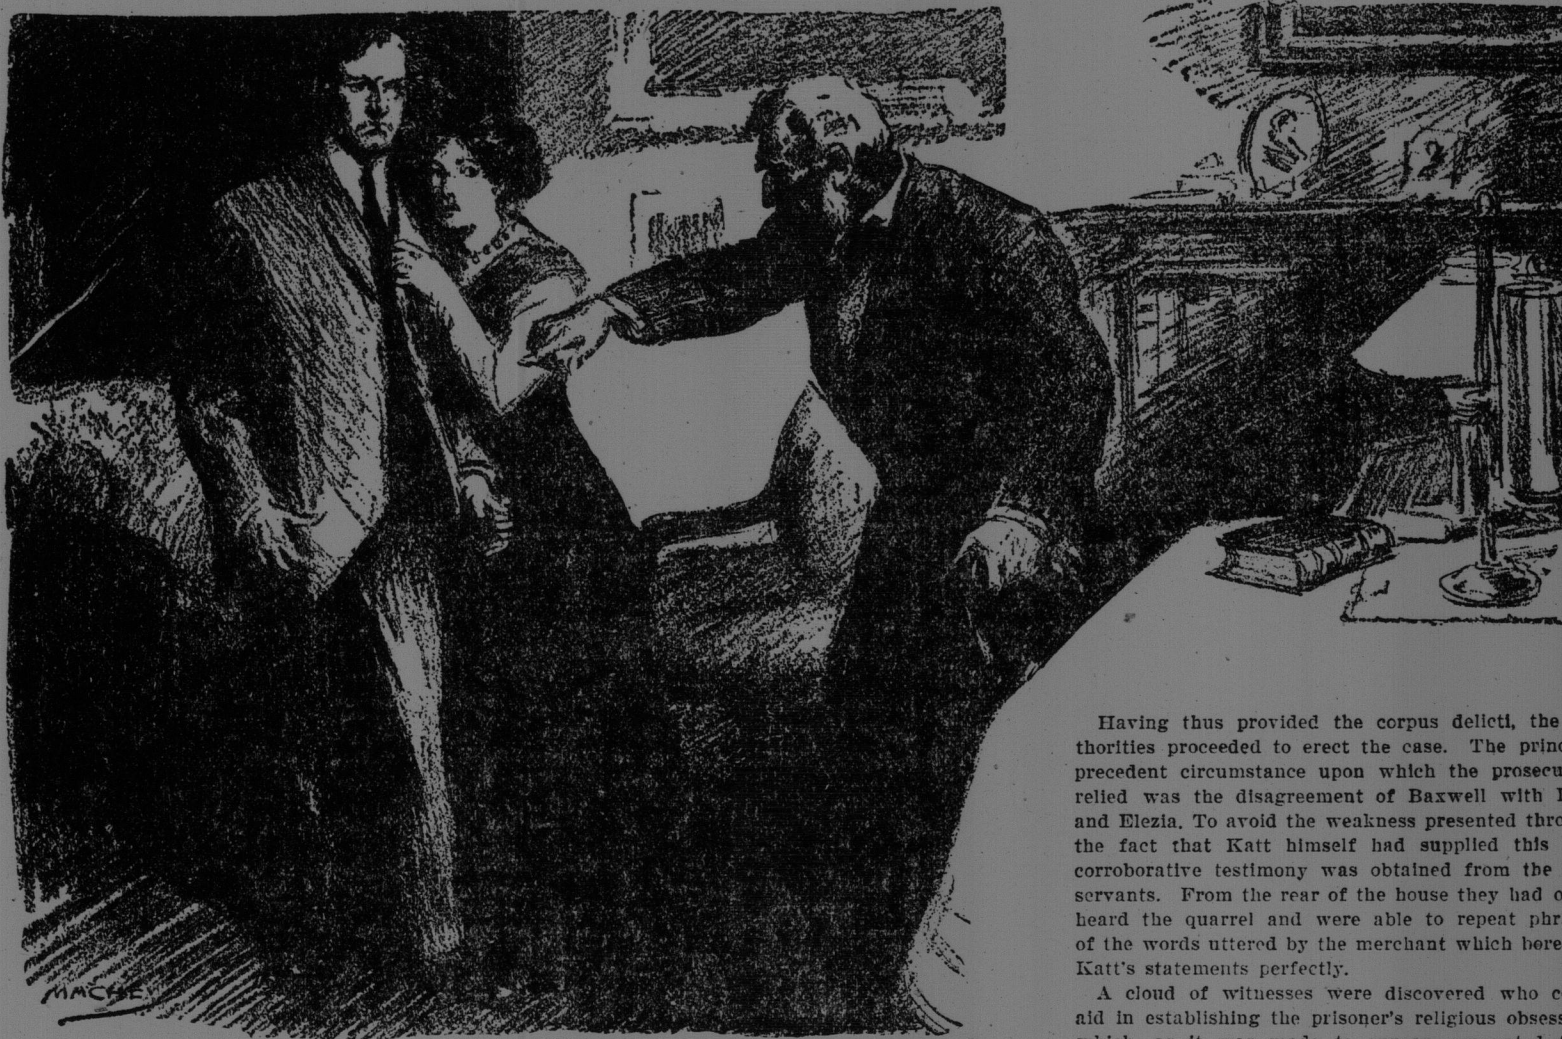 Having thus provided the corpus delicti, the
thorities proceeded to erect the case. The princ
precedent circumstance upon which the prosecu
relied was the disagreement of Baxwell with
and Elezia. To avoid the weakness presented thro
the fact that Katt himself had supplied this
corroborative testimony was obtained from the
servants. From the rear of the house they had o
heard the quarrel and were able to repeat phr
of the words uttered by the merchant which bore
Katt's statements perfectly.
A cloud of witnesses were discovered who c
aid in establishing the prisoner's religious obsess